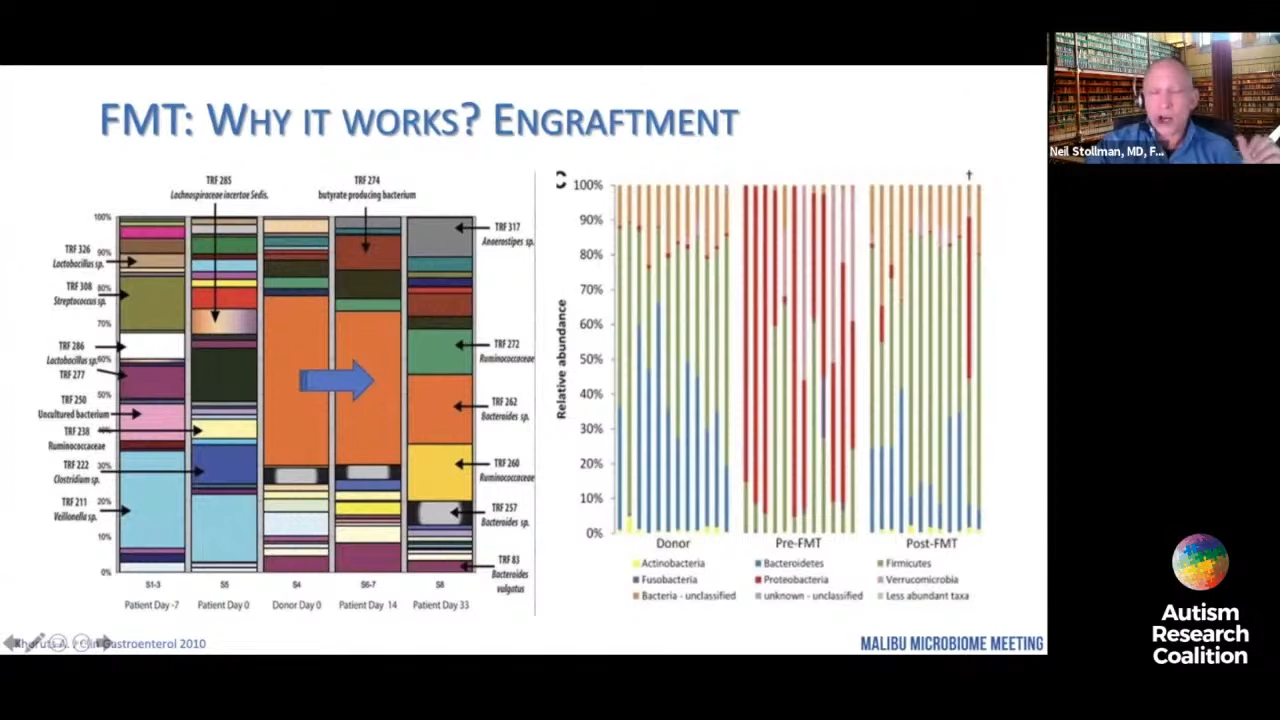 FMT: WHY IT WORKS? ENGRAFTMENT
Neil Stollman, MD, F...
TRF 285
Lachnospiraceae incertae Sedis,
TRF 274
butyrate producing bacterium
100%
90%
80%
70%
60%
50%
30%
20%
10%
0%
TRF 326
Lactobacillus sp.
TRF 308
Streptococcus sp.
TRF 286
Lactobacillus sp.
TRF 277
TRF 250
Uncultured bacterium
TRF 238
Ruminococcaceae
TRF 222
Clostridium sp.
TRF 211
Veillonella sp.
TRF 317
Anaerostipes sp.
TRF 272
Ruminococcaceae
TRF 262
Bacteroides sp.
TRF 260
Ruminococcaceae
TRF 257
Bacteroides sp.
TRF 83
Bacteroides
vulgatus
S1-3 S5 S4 S6-7 S8
Patient Day -7 Patient Day 0 Donor Day 0 Patient Day 14 Patient Day 33
C
†
Relative abundance
100%
90%
80%
70%
60%
50%
40%
30%
20%
10%
0%
Donor Pre-FMT Post-FMT
Actinobacteria Bacteroidetes Firmicutes
Fusobacteria Proteobacteria Verrucomicrobia
Bacteria - unclassified unknown - unclassified Less abundant taxa
Gastroenterol 2010
MALIBU MICROBIOME MEETING
Autism
Research
Coalition